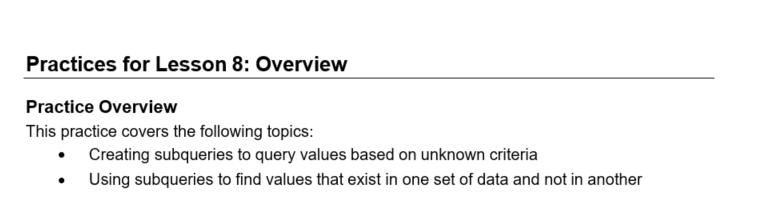 Practices for Lesson 8: Overview
Practice Overview
This practice covers the following topics:
• Creating subqueries to query values based on unknown criteria
• Using subqueries to find values that exist in one set of data and not in another